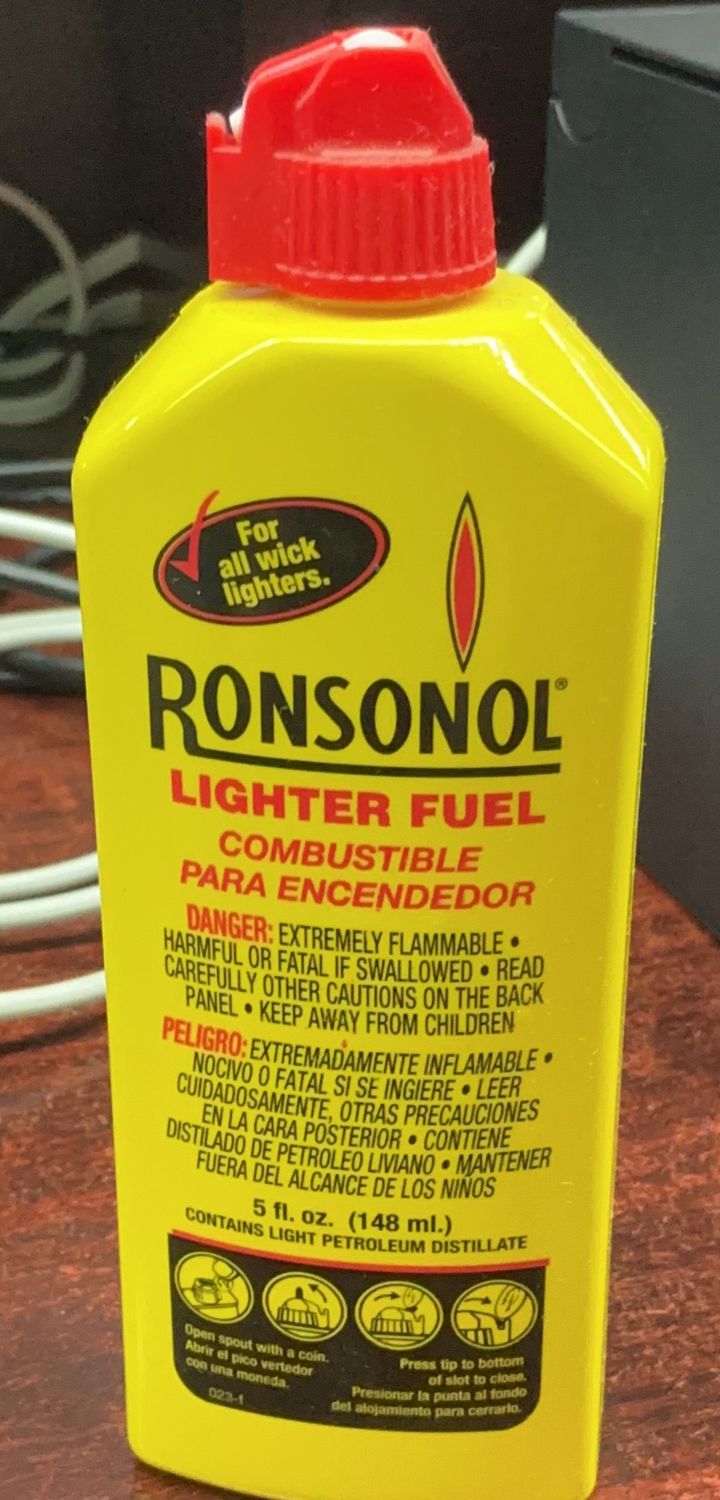 For
all wick
lighters.
RONSONOL®
LIGHTER FUEL
COMBUSTIBLE
PARA ENCENDEDOR
DANGER: EXTREMELY FLAMMABLE •
HARMFUL OR FATAL IF SWALLOWED • READ
CAREFULLY OTHER CAUTIONS ON THE BACK
PANEL • KEEP AWAY FROM CHILDREN
PELIGRO: EXTREMADAMENTE INFLAMABLE •
NOCIVO O FATAL SI SE INGIERE • LEER
CUIDADOSAMENTE, OTRAS PRECAUCIONES
EN LA CARA POSTERIOR • CONTIENE
DISTILADO DE PETROLEO LIVIANO • MANTENER
FUERA DEL ALCANCE DE LOS NIÑOS
5 fl. oz. (148 ml.)
CONTAINS LIGHT PETROLEUM DISTILLATE
Open spout with a coin.
Abrir el pico vertedor
con una moneda.
023-1
Press tip to bottom
of slot to close.
Presionar la punta al fondo
del alojamiento para cerrarlo.